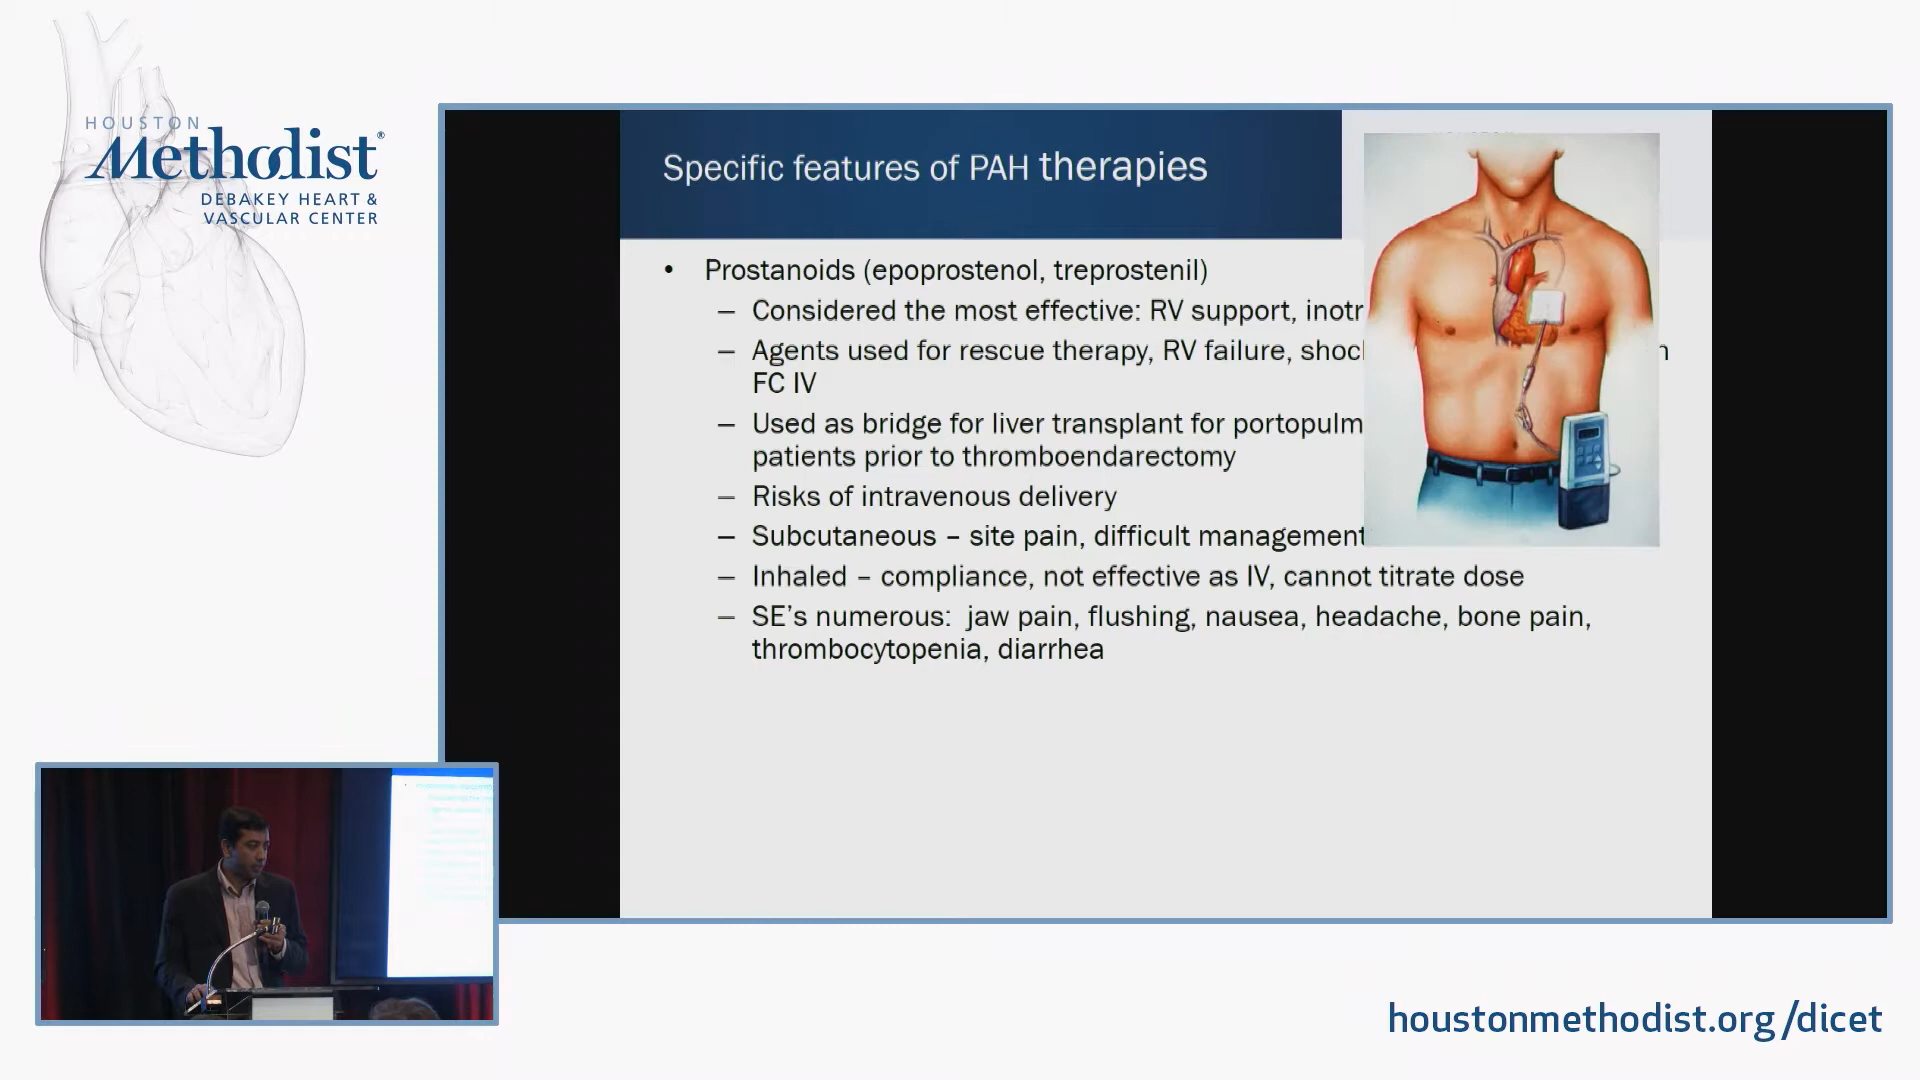 HOUSTON
Methodist®
DEBAKEY HEART &
VASCULAR CENTER
Specific features of PAH therapies
• Prostanoids (epoprostenol, treprostenil)
– Considered the most effective: RV support, inotr
– Agents used for rescue therapy, RV failure, shoc
FC IV
– Used as bridge for liver transplant for portopulm
patients prior to thromboendarectomy
– Risks of intravenous delivery
– Subcutaneous – site pain, difficult management
– Inhaled – compliance, not effective as IV, cannot titrate dose
– SE’s numerous: jaw pain, flushing, nausea, headache, bone pain,
thrombocytopenia, diarrhea
houstonmethodist.org/dicet